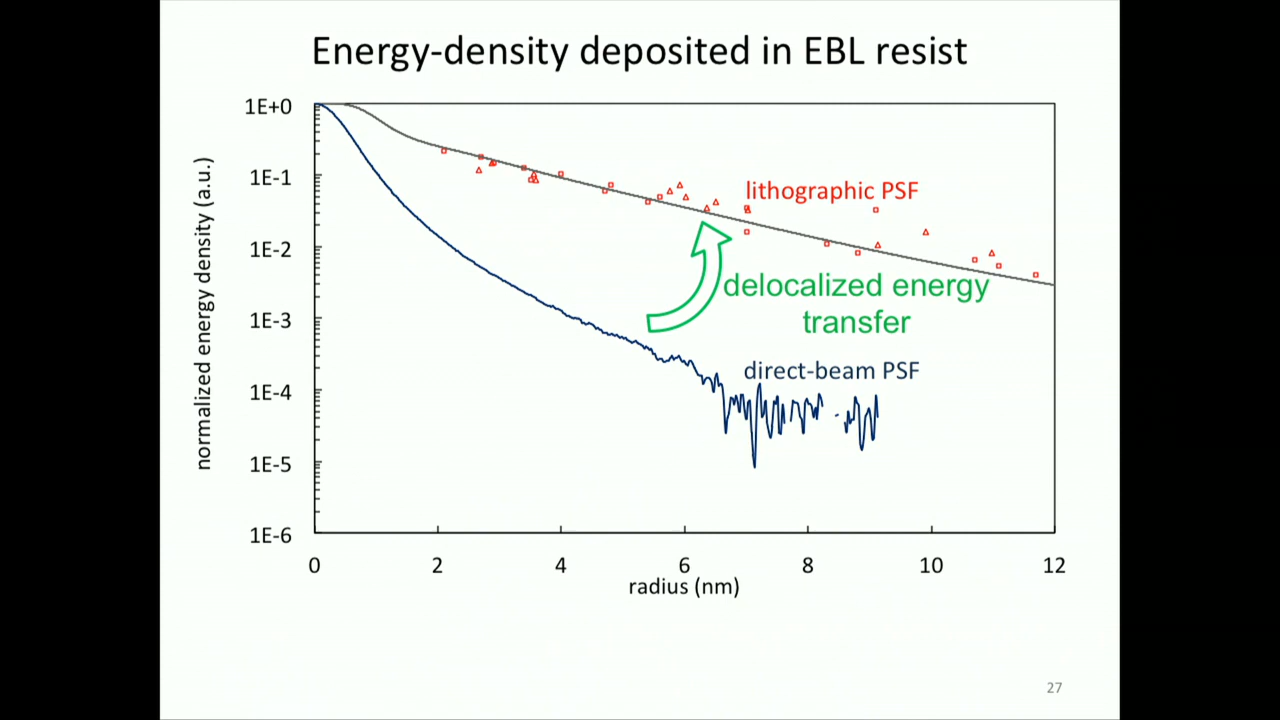 Energy-density deposited in EBL resist
1E+0
1E-1
1E-2
1E-3
1E-4
1E-5
1E-6
normalized energy density (a.u.)
lithographic PSF
delocalized energy
transfer
direct-beam PSF
0 2 4 6 8 10 12
radius (nm)
27